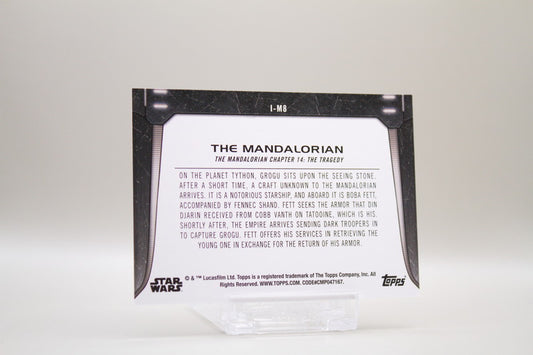 I-M8
THE MANDALORIAN
THE MANDALORIAN CHAPTER 14: THE TRAGEDY
ON THE PLANET TYTHON, GROGU SITS UPON THE SEEING STONE.
AFTER A SHORT TIME, A CRAFT UNKNOWN TO THE MANDALORIAN
ARRIVES. IT IS A NOTORIOUS STARSHIP, AND ABOARD IT IS BOBA FETT,
ACCOMPANIED BY FENNEC SHAND. FETT SEEKS THE ARMOR THAT DIN
DJARIN RECEIVED FROM COBB VANTH ON TATOOINE, WHICH IS HIS.
SHORTLY AFTER, THE EMPIRE ARRIVES SENDING DARK TROOPERS IN
TO CAPTURE GROGU. FETT OFFERS HIS SERVICES IN RETRIEVING THE
YOUNG ONE IN EXCHANGE FOR THE RETURN OF HIS ARMOR.
STAR WARS
© & ™ Lucasfilm Ltd. Topps is a registered trademark of The Topps Company, Inc. All
Rights Reserved. WWW.TOPPS.COM. CODE#CMP047167.
TOPPS